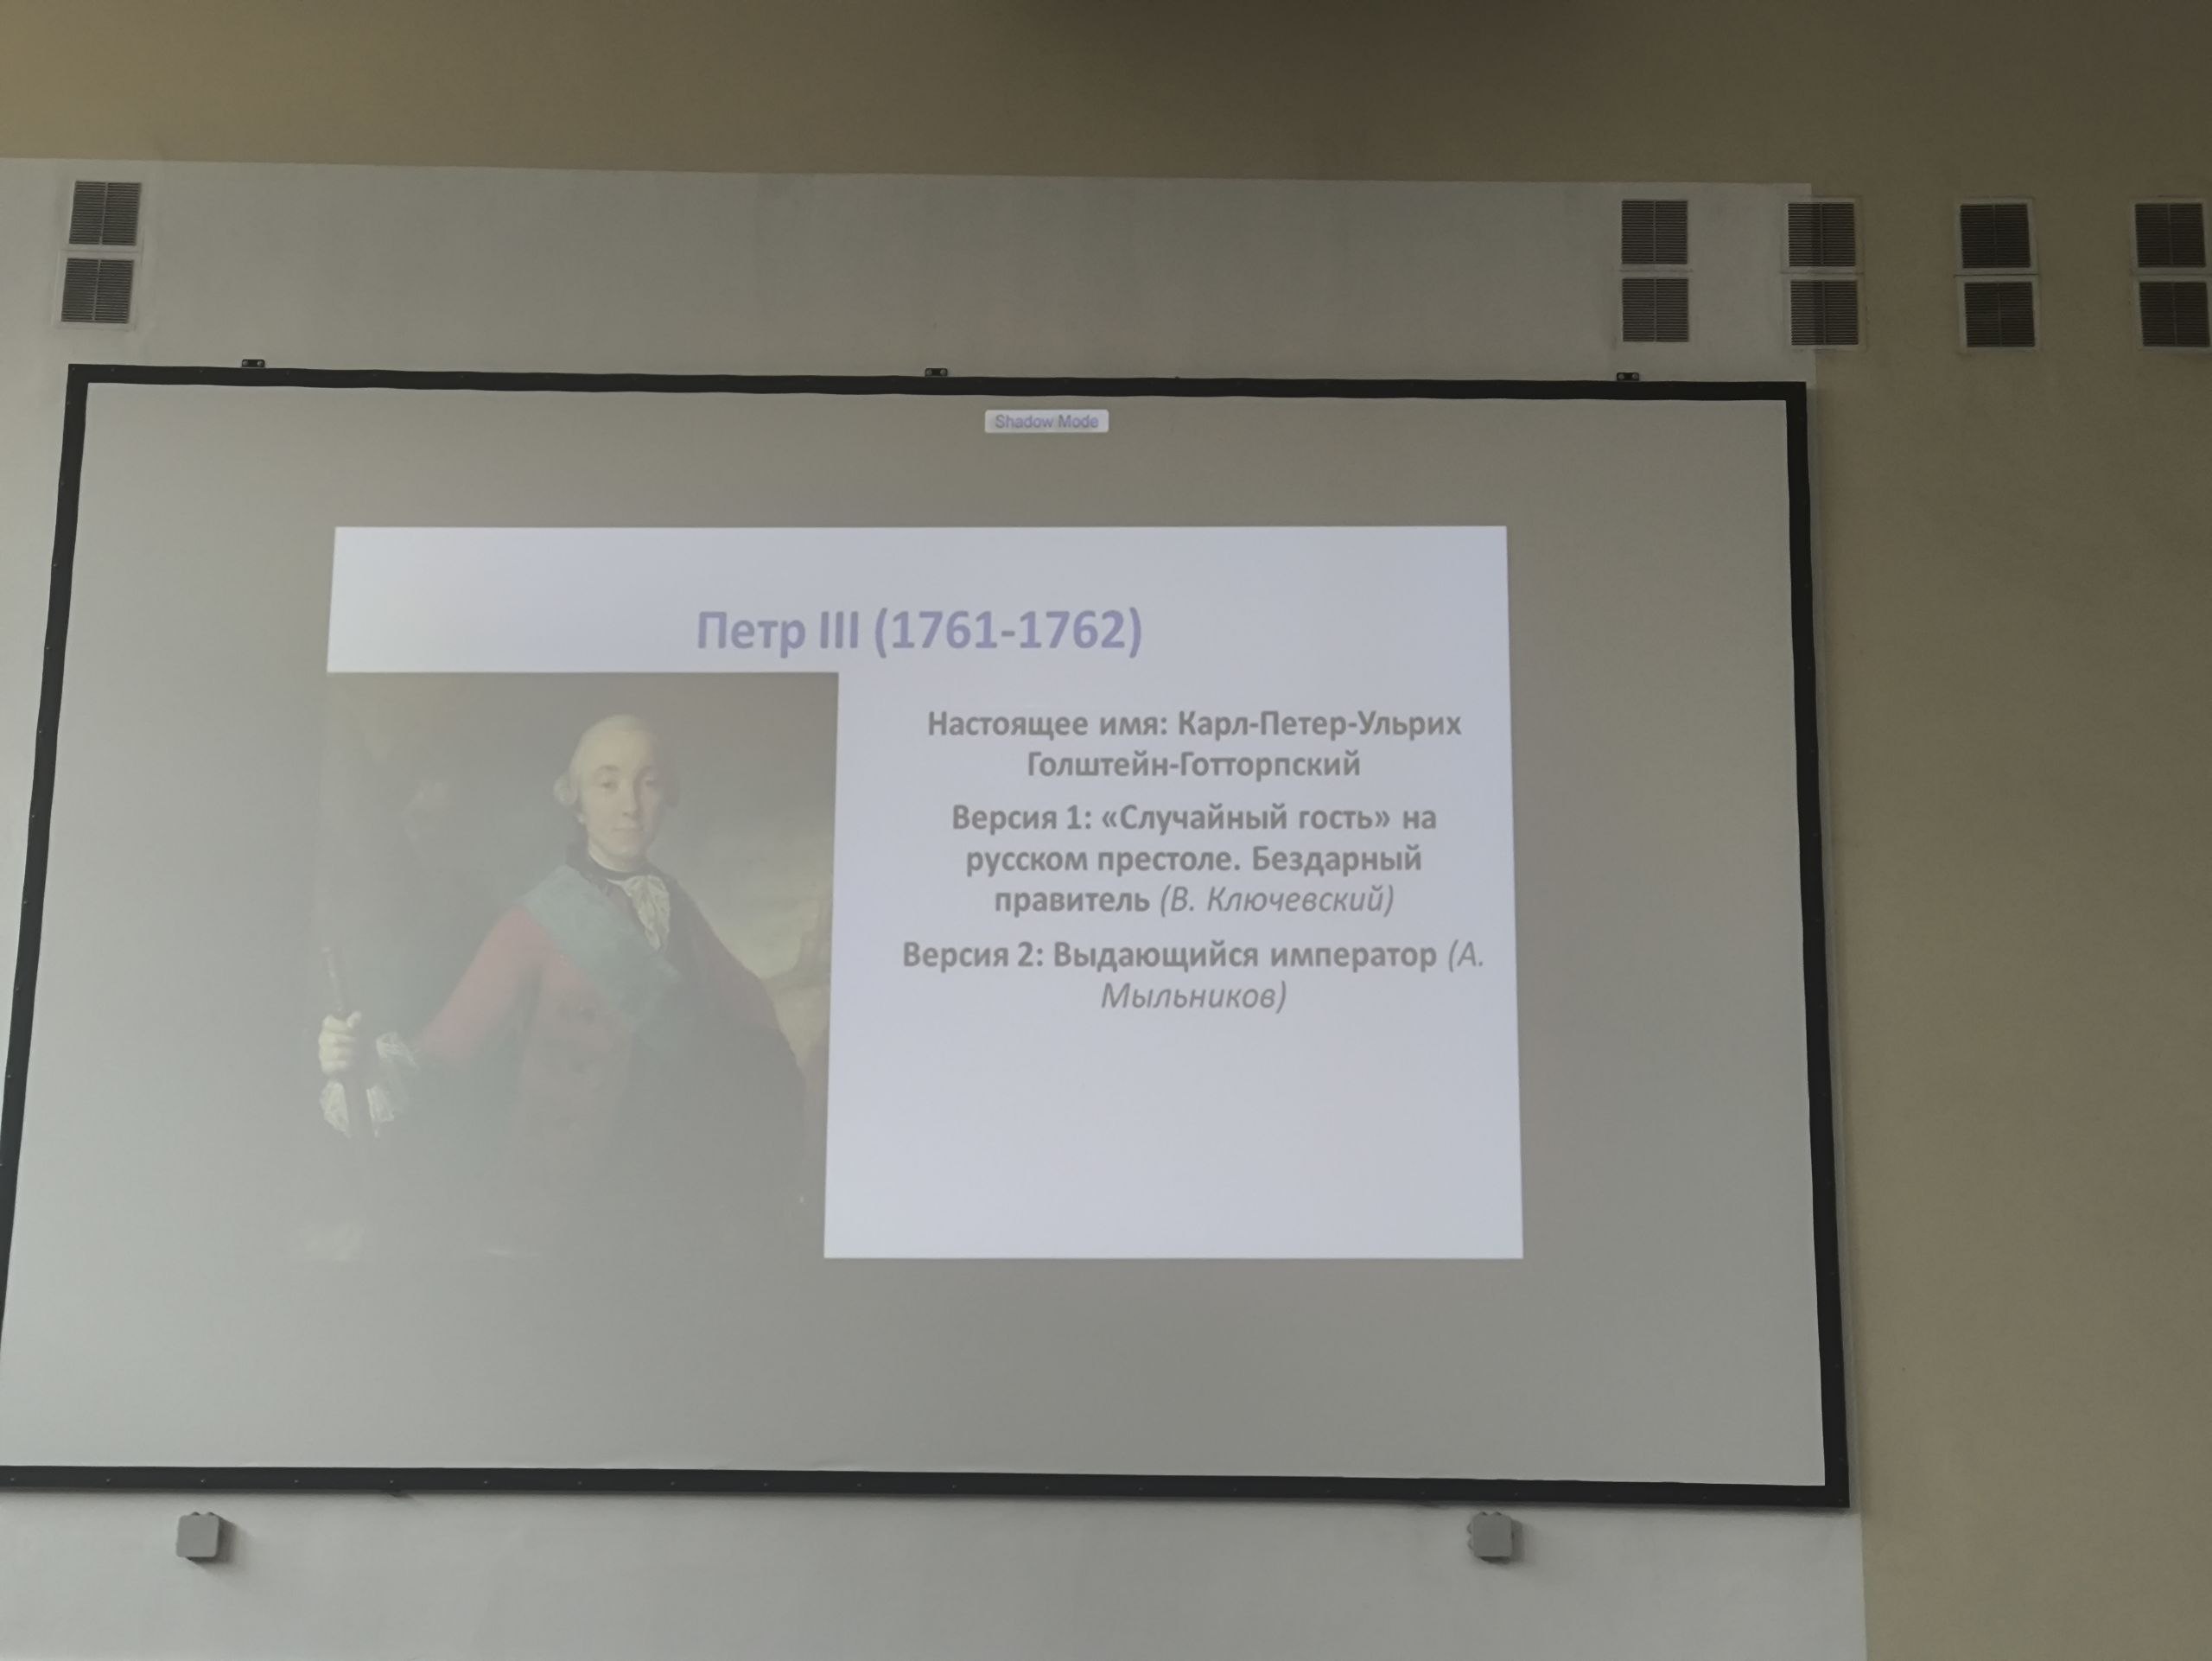 Shadow Mode
Петр III (1761-1762)
Настоящее имя: Карл-Петер-Ульрих
Голштейн-Готторпский
Версия 1: «Случайный гость» на
русском престоле. Бездарный
правитель (В. Ключевский)
Версия 2: Выдающийся император (А.
Мыльников)